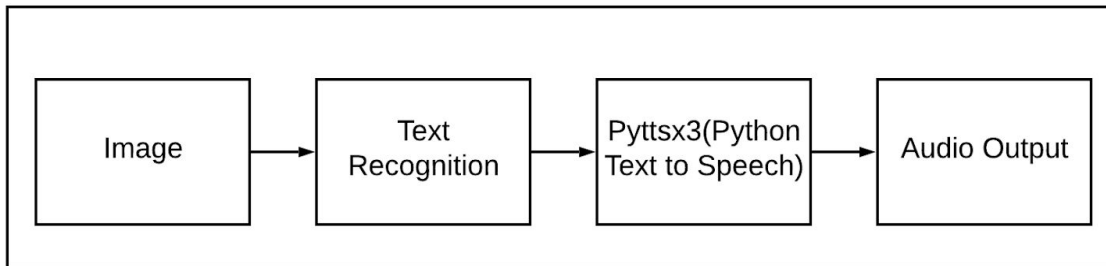 Image
Text
Recognition
Pyttsx3(Python
Text to Speech)
Audio Output